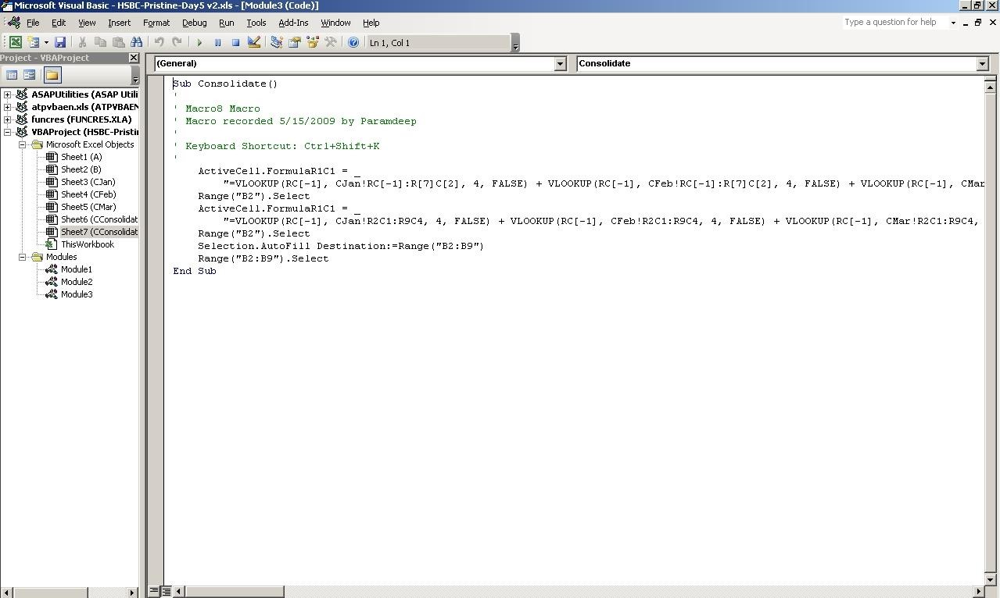 Microsoft Visual Basic - HSBC-Pristine-Day5 v2.xls - [Module3 (Code)]
File Edit View Insert Format Debug Run Tools Add-Ins Window Help
Type a question for help
Ln 1, Col 1
Project - VBAProject
(General)
Consolidate
ASAPUtilities (ASAP Utili
atpvbaen.xls (ATPVBAEN
funcres (FUNCRES.XLA)
VBAProject (HSBC-Pristin
Microsoft Excel Objects
Sheet1 (A)
Sheet2 (B)
Sheet3 (CJan)
Sheet4 (CFeb)
Sheet5 (CMar)
Sheet6 (CConsolidat
Sheet7 (CConsolidat
ThisWorkbook
Modules
Module1
Module2
Module3
Sub Consolidate()
'
' Macro8 Macro
' Macro recorded 5/15/2009 by Paramdeep
'
' Keyboard Shortcut: Ctrl+Shift+K
'
ActiveCell.FormulaR1C1 = _
"=VLOOKUP(RC[-1], CJan!RC[-1]:R[7]C[2], 4, FALSE) + VLOOKUP(RC[-1], CFeb!RC[-1]:R[7]C[2], 4, FALSE) + VLOOKUP(RC[-1], CMar
Range("B2").Select
ActiveCell.FormulaR1C1 = _
"=VLOOKUP(RC[-1], CJan!R2C1:R9C4, 4, FALSE) + VLOOKUP(RC[-1], CFeb!R2C1:R9C4, 4, FALSE) + VLOOKUP(RC[-1], CMar!R2C1:R9C4,
Range("B2").Select
Selection.AutoFill Destination:=Range("B2:B9")
Range("B2:B9").Select
End Sub